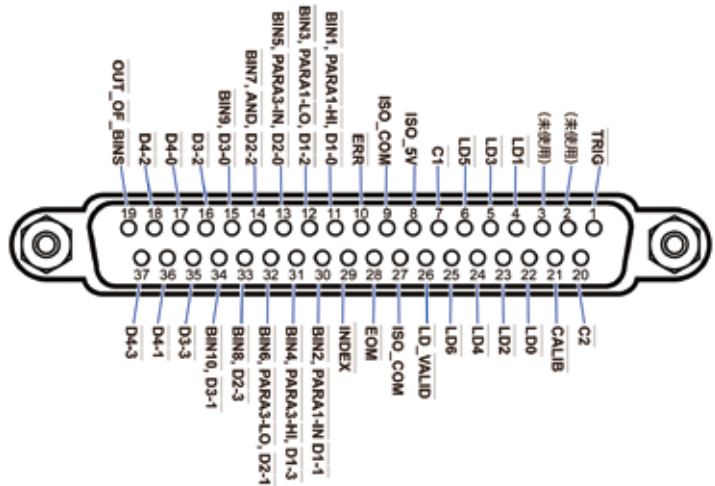 TRIG
(未使用)
(未使用)
LD1
LD3
LD5
C1
ISO_5V
ISO_COM
ERR
BIN1, PARA1-HI, D1-0
BIN3, PARA1-LO, D1-2
BIN5, PARA3-IN, D2-0
BIN7, AND, D2-2
BIN9, D3-0
D3-2
D4-0
D4-2
OUT_OF_BINS
19 18 17 16 15 14 13 12 11 10 9 8 7 6 5 4 3 2 1
37 36 35 34 33 32 31 30 29 28 27 26 25 24 23 22 21 20
C2
CALIB
LD0
LD2
LD4
LD6
LD_VALID
ISO_COM
EOM
INDEX
BIN2, PARA1-IN D1-1
BIN4, PARA3-HI, D1-3
BIN6, PARA3-LO, D2-1
BIN8, D2-3
BIN10, D3-1
D3-3
D4-1
D4-3